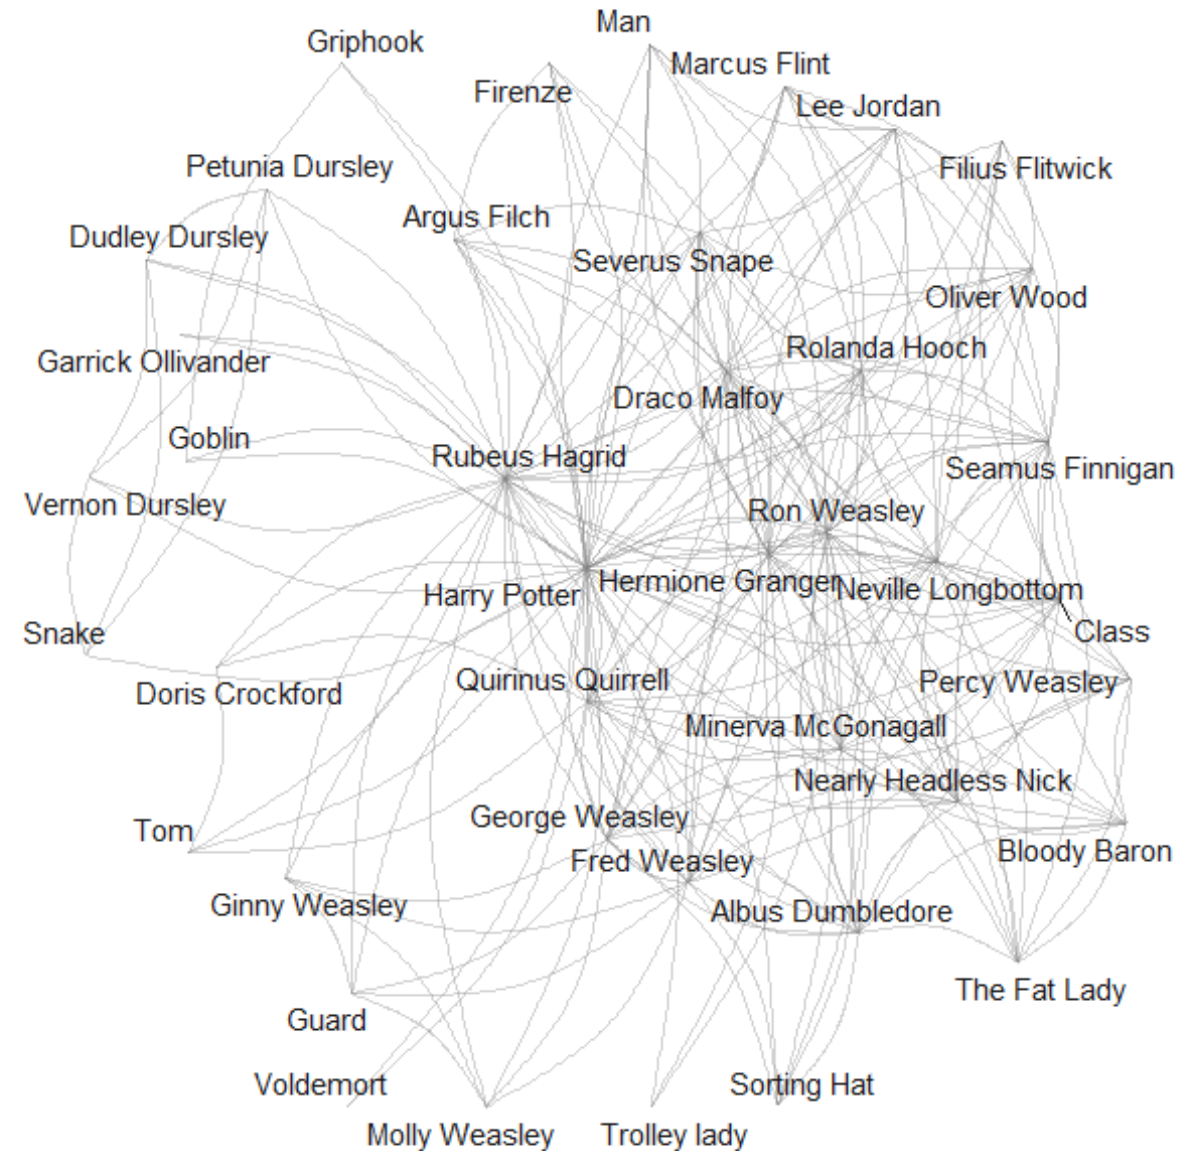 Man
Griphook
Marcus Flint
Firenze
Lee Jordan
Petunia Dursley
Filius Flitwick
Argus Filch
Dudley Dursley
Severus Snape
Oliver Wood
Rolanda Hooch
Garrick Ollivander
Draco Malfoy
Goblin
Rubeus Hagrid
Seamus Finnigan
Vernon Dursley
Ron Weasley
Hermione Granger
Neville Longbottom
Harry Potter
Class
Snake
Quirinus Quirrell
Percy Weasley
Doris Crockford
Minerva McGonagall
Nearly Headless Nick
George Weasley
Tom
Bloody Baron
Fred Weasley
Ginny Weasley
Albus Dumbledore
The Fat Lady
Guard
Voldemort
Sorting Hat
Molly Weasley
Trolley lady